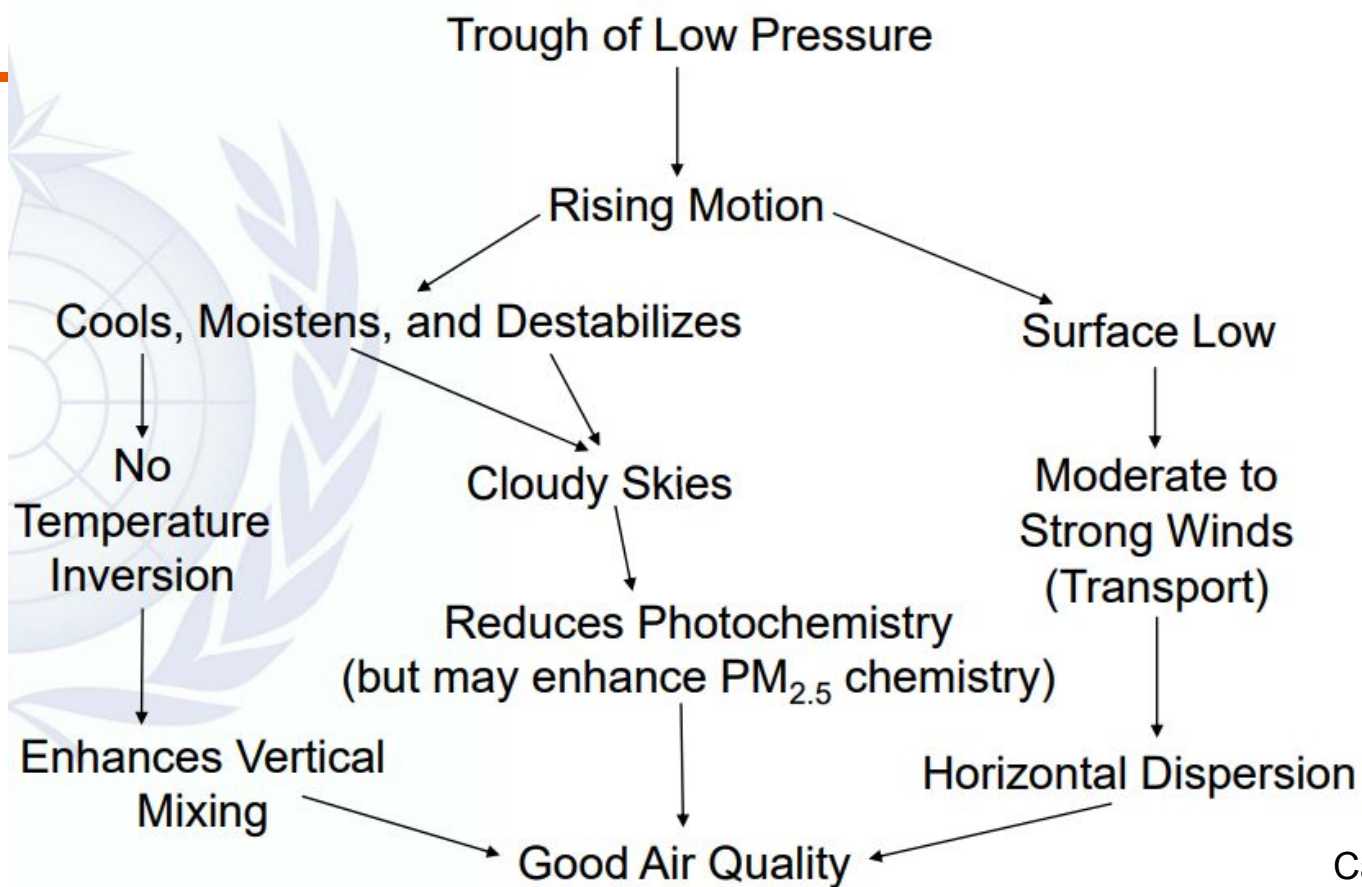 Trough of Low Pressure
Rising Motion
Cools, Moistens, and Destabilizes
Surface Low
No
Temperature
Inversion
Cloudy Skies
Moderate to
Strong Winds
(Transport)
Reduces Photochemistry
(but may enhance PM2.5 chemistry)
Enhances Vertical
Mixing
Horizontal Dispersion
Good Air Quality